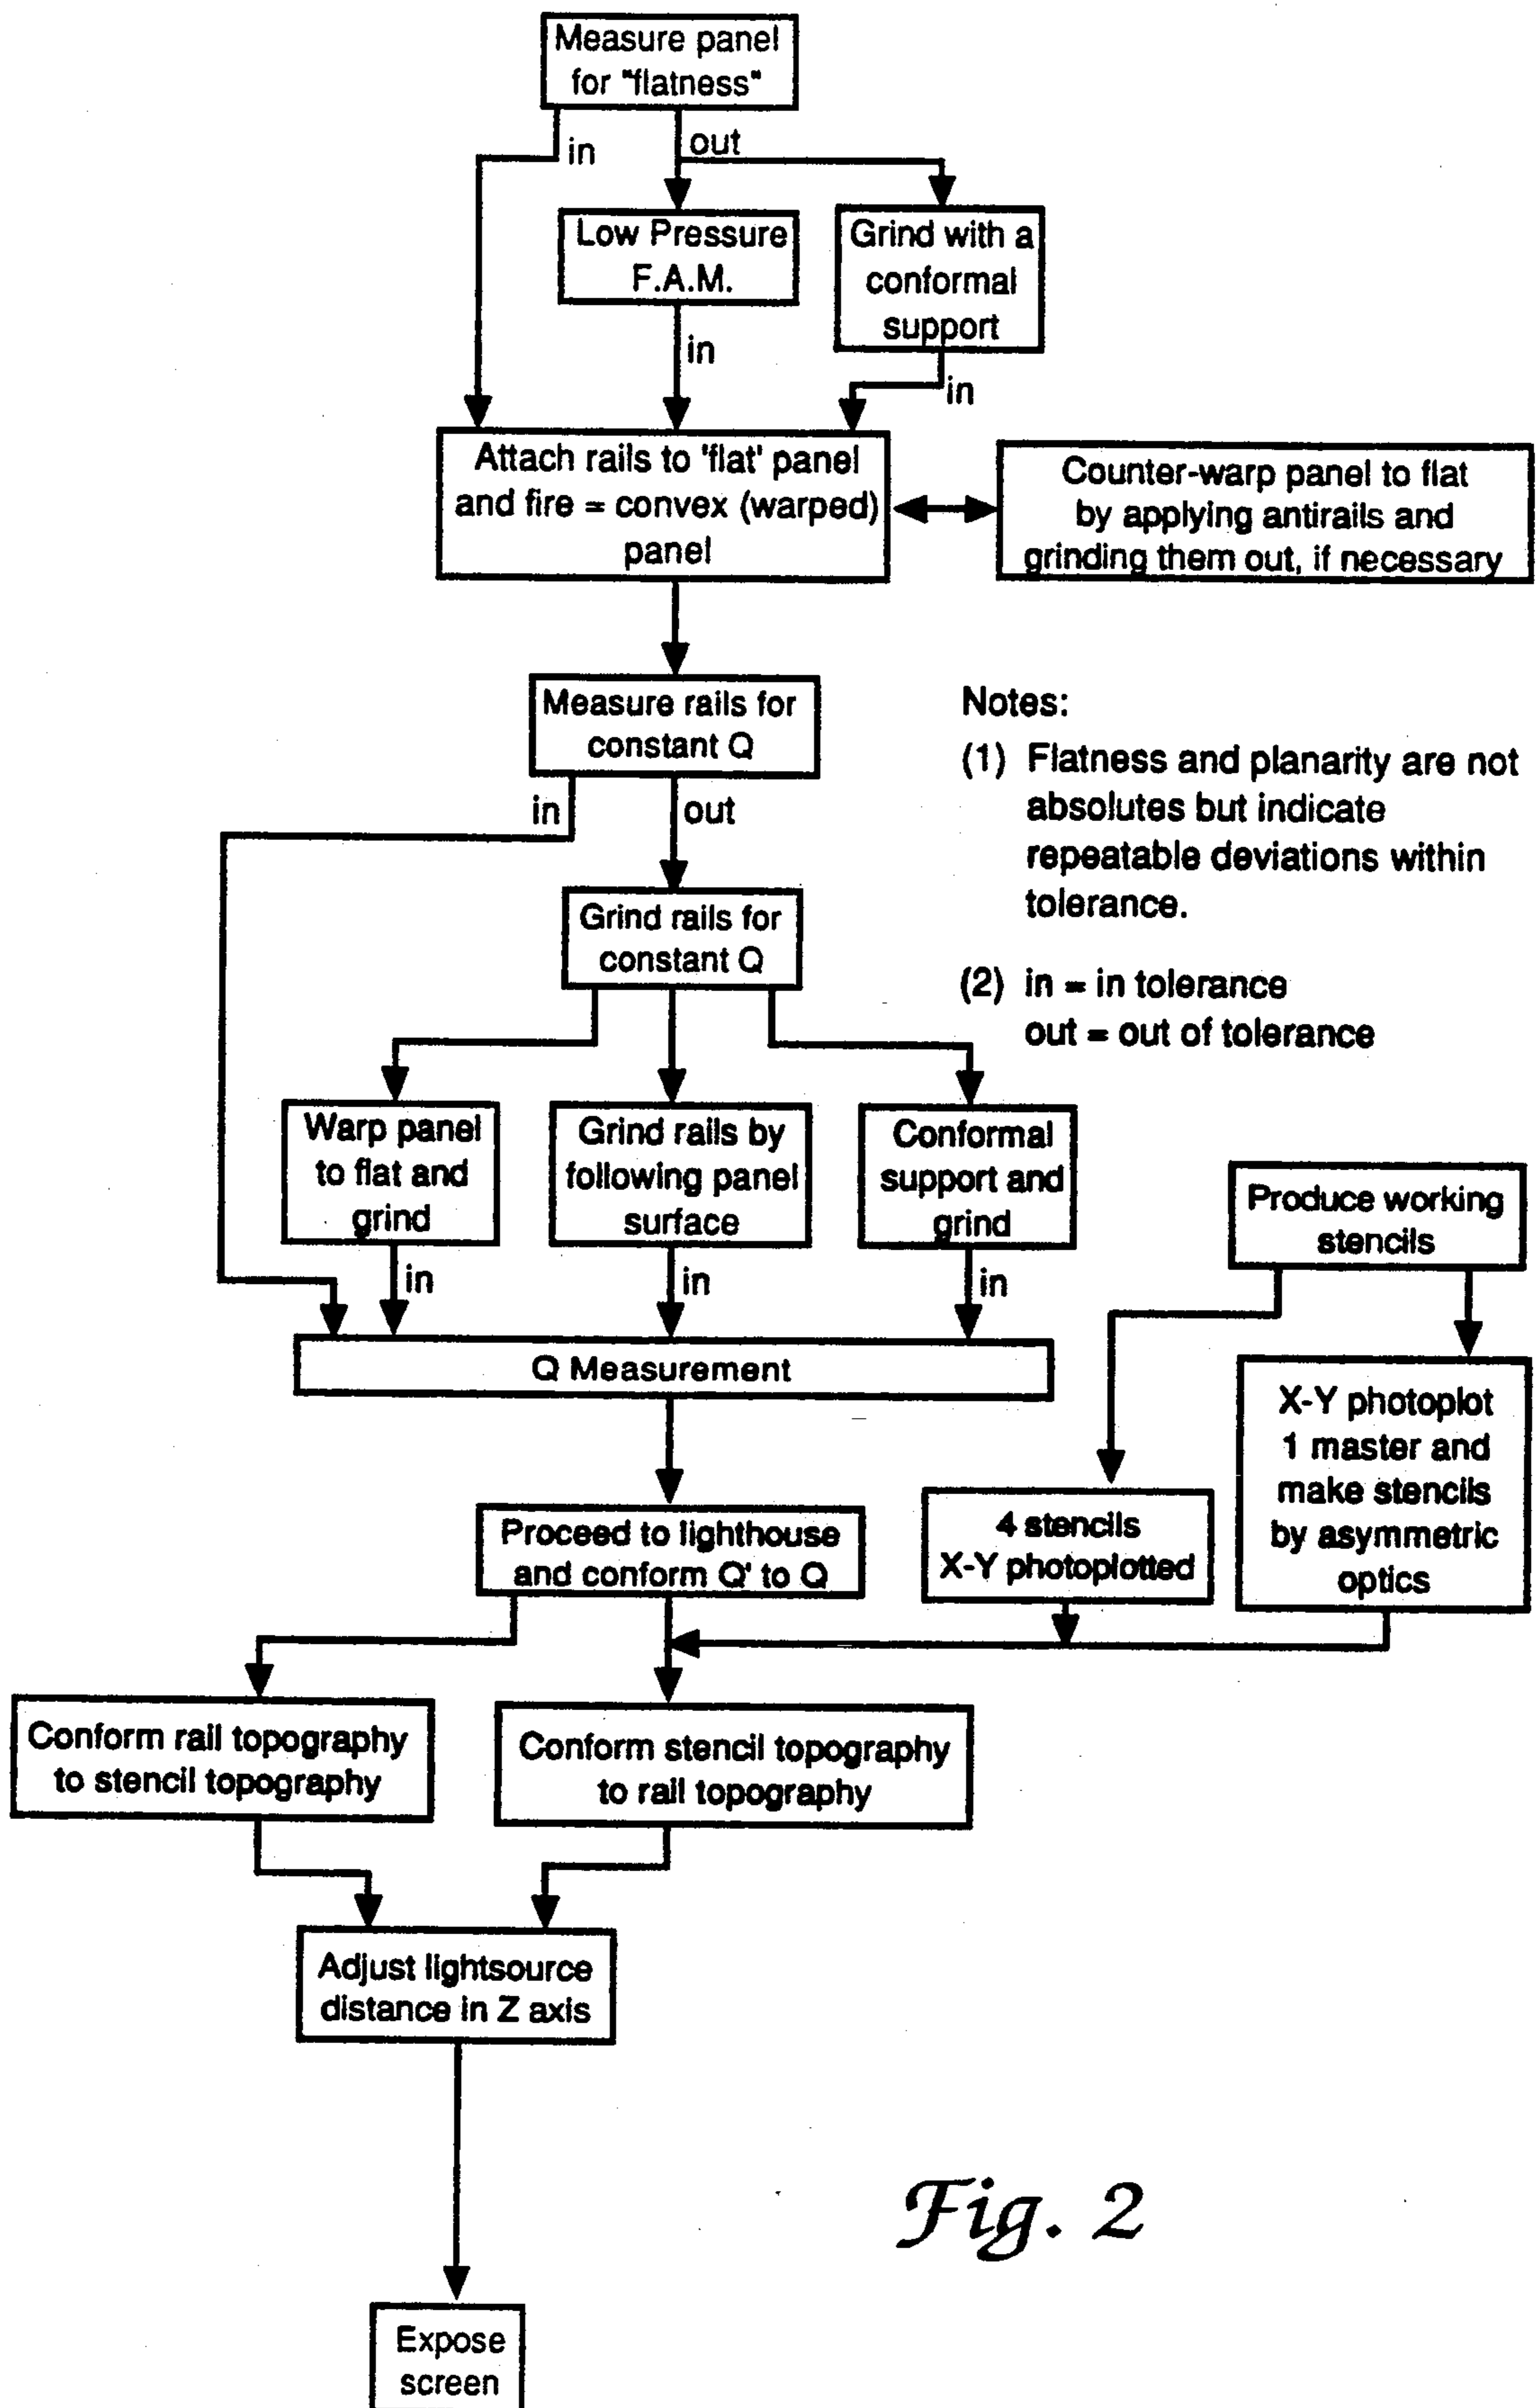 Measure panel
for "flatness"
in
out
Low Pressure
F.A.M.
Grind with a
conformal
support
in
in
Attach rails to 'flat' panel
and fire = convex (warped)
panel
Counter-warp panel to flat
by applying antirails and
grinding them out, if necessary
Measure rails for
constant Q
in
out
Notes:
(1) Flatness and planarity are not
absolutes but indicate
repeatable deviations within
tolerance.
(2) in = in tolerance
out = out of tolerance
Grind rails for
constant Q
Warp panel
to flat and
grind
Grind rails by
following panel
surface
Conformal
support and
grind
in
in
in
Produce working
stencils
Q Measurement
X-Y photoplot
1 master and
make stencils
by asymmetric
optics
4 stencils
X-Y photoplotted
Proceed to lighthouse
and conform Q' to Q
Conform rail topography
to stencil topography
Conform stencil topography
to rail topography
Adjust lightsource
distance in Z axis
Expose
screen
Fig. 2